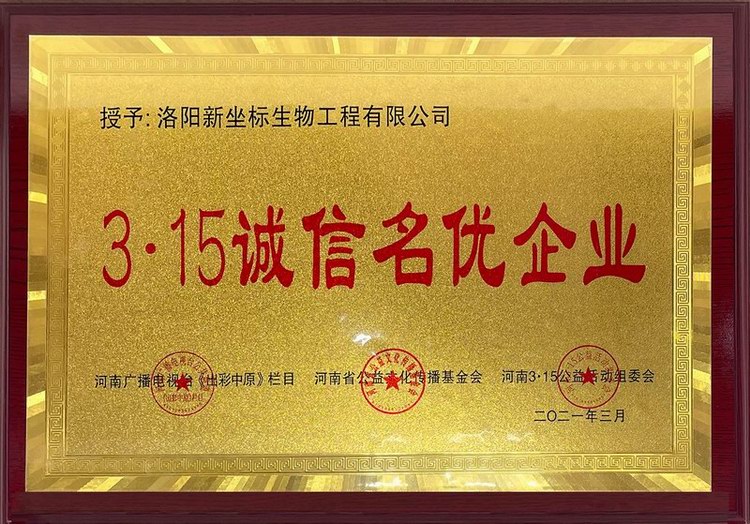 授予：洛阳新坐标生物工程有限公司
3·15诚信名优企业
河南广播电视台《出彩中原》栏目 河南省公益文化传播基金会 河南3·15公益活动组委会
二〇二一年三月